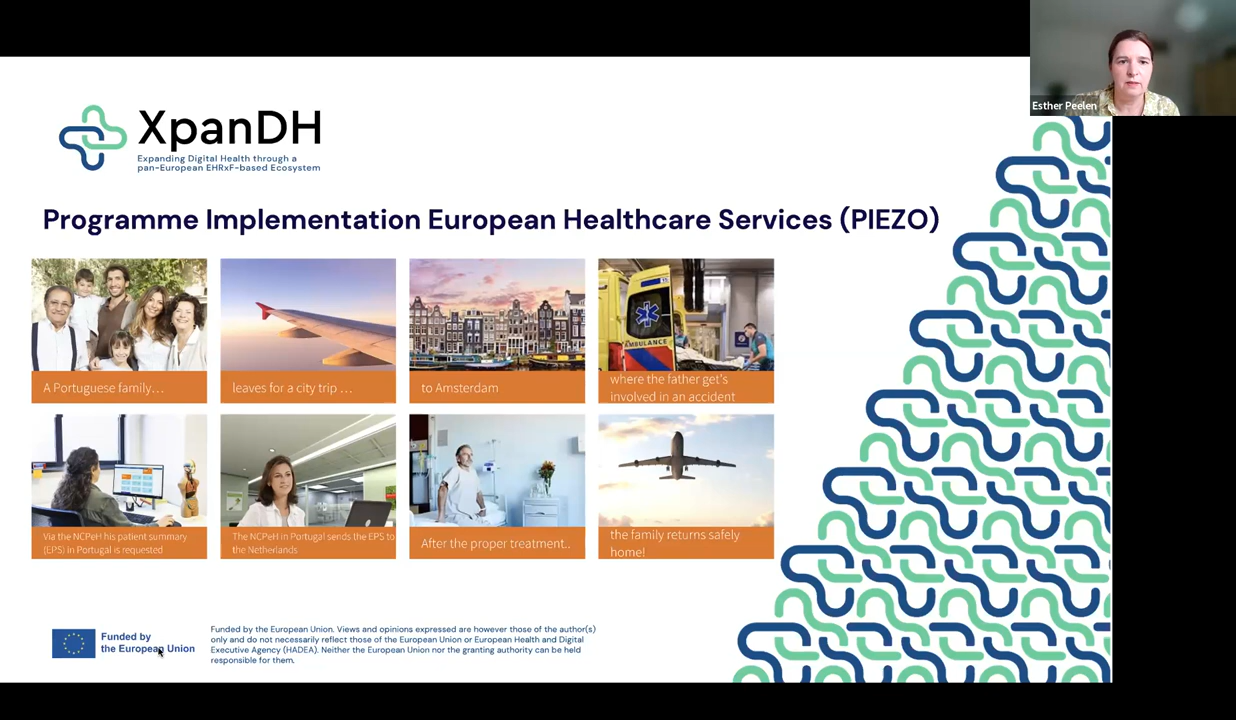 Esther Peelen
XpanDH
Expanding Digital Health through a
pan-European EHRxF-based Ecosystem
Programme Implementation European Healthcare Services (PIEZO)
A Portuguese family...
leaves for a city trip ...
to Amsterdam
AMBULANCE
where the father get's
involved in an accident
Via the NCPeH his patient summary
(EPS) in Portugal is requested
The NCPeH in Portugal sends the EPS to
the Netherlands
After the proper treatment..
the family returns safely
home!
Funded by
the European Union
Funded by the European Union. Views and opinions expressed are however those of the author(s)
only and do not necessarily reflect those of the European Union or European Health and Digital
Executive Agency (HADEA). Neither the European Union nor the granting authority can be held
responsible for them.